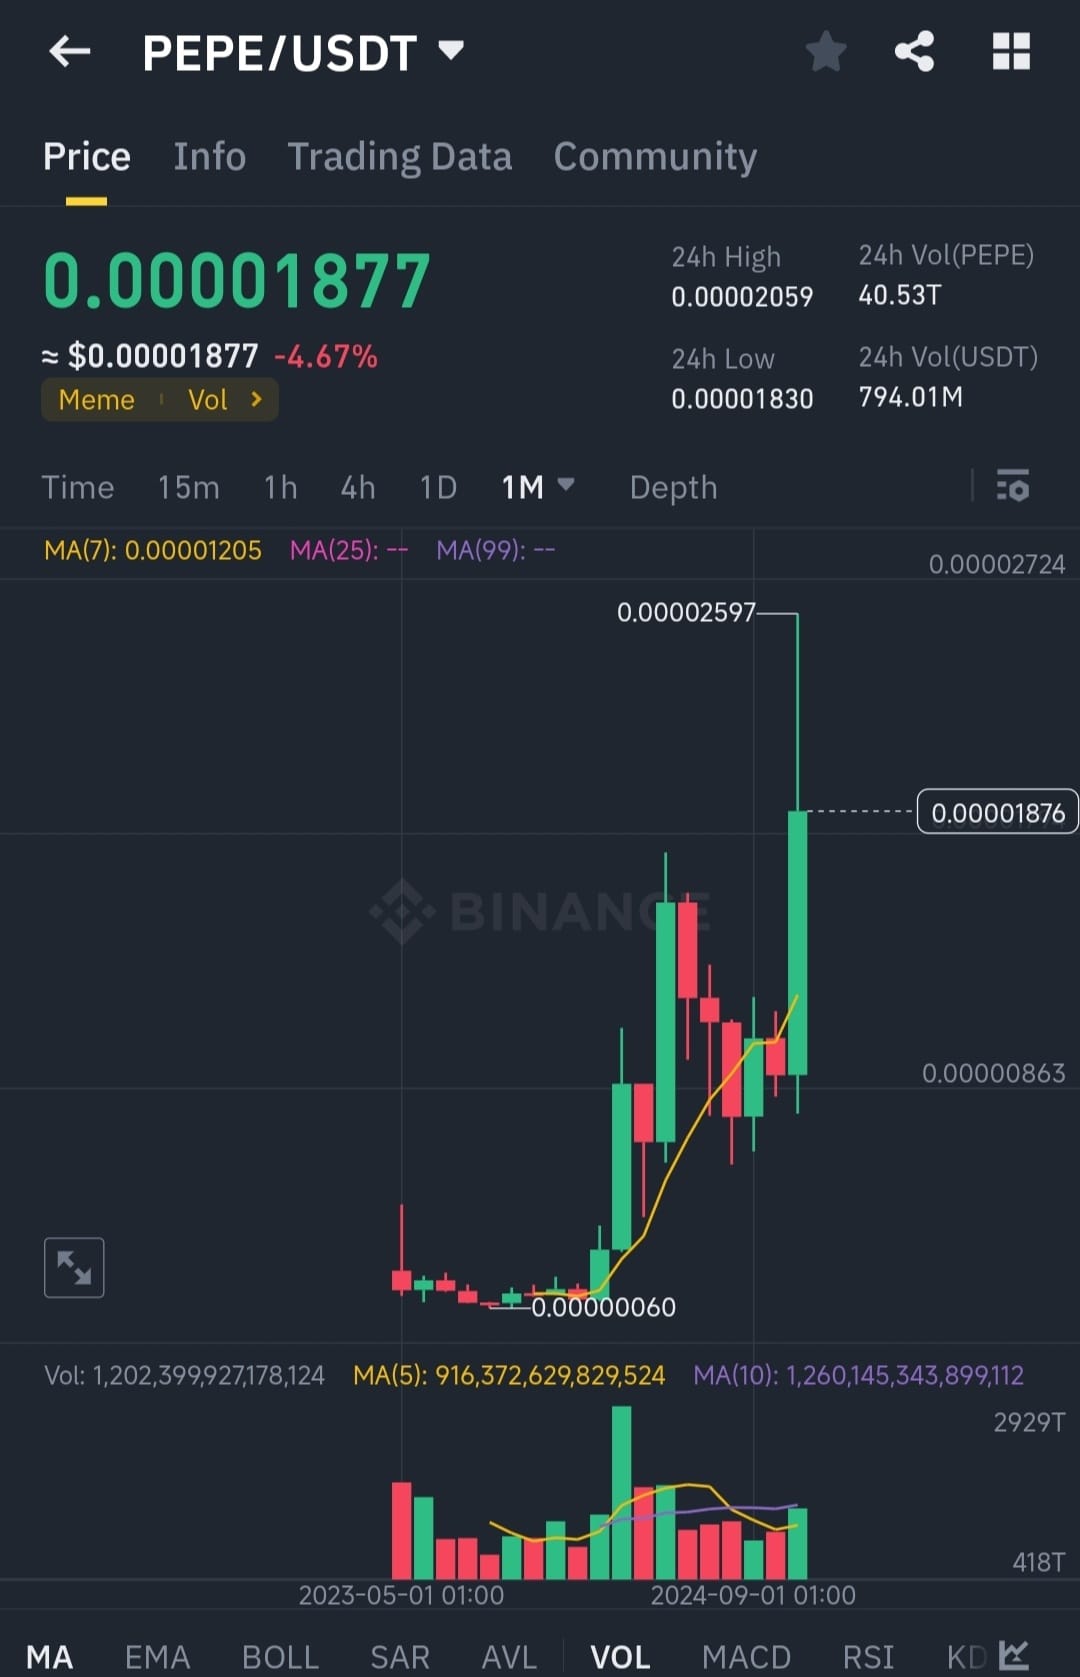 PEPE/USDT
Price Info Trading Data Community
0.00001877
≈ $0.00001877 -4.67%
Meme Vol
24h High
0.00002059
24h Vol(PEPE)
40.53T
24h Low
0.00001830
24h Vol(USDT)
794.01M
Time 15m 1h 4h 1D 1M Depth
MA(7): 0.00001205 MA(25): -- MA(99): --
0.00002724
0.00002597
0.00001876
BINANCE
0.00000863
0.00000060
Vol: 1,202,399,927,178,124 MA(5): 916,372,629,829,524 MA(10): 1,260,145,343,899,112
2929T
418T
2023-05-01 01:00 2024-09-01 01:00
MA EMA BOLL SAR AVL VOL MACD RSI KD